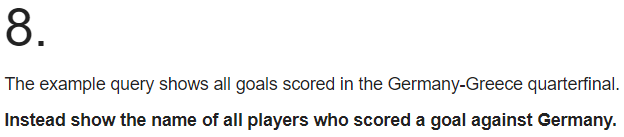 8.
The example query shows all goals scored in the Germany-Greece quarterfinal.
Instead show the name of all players who scored a goal against Germany.